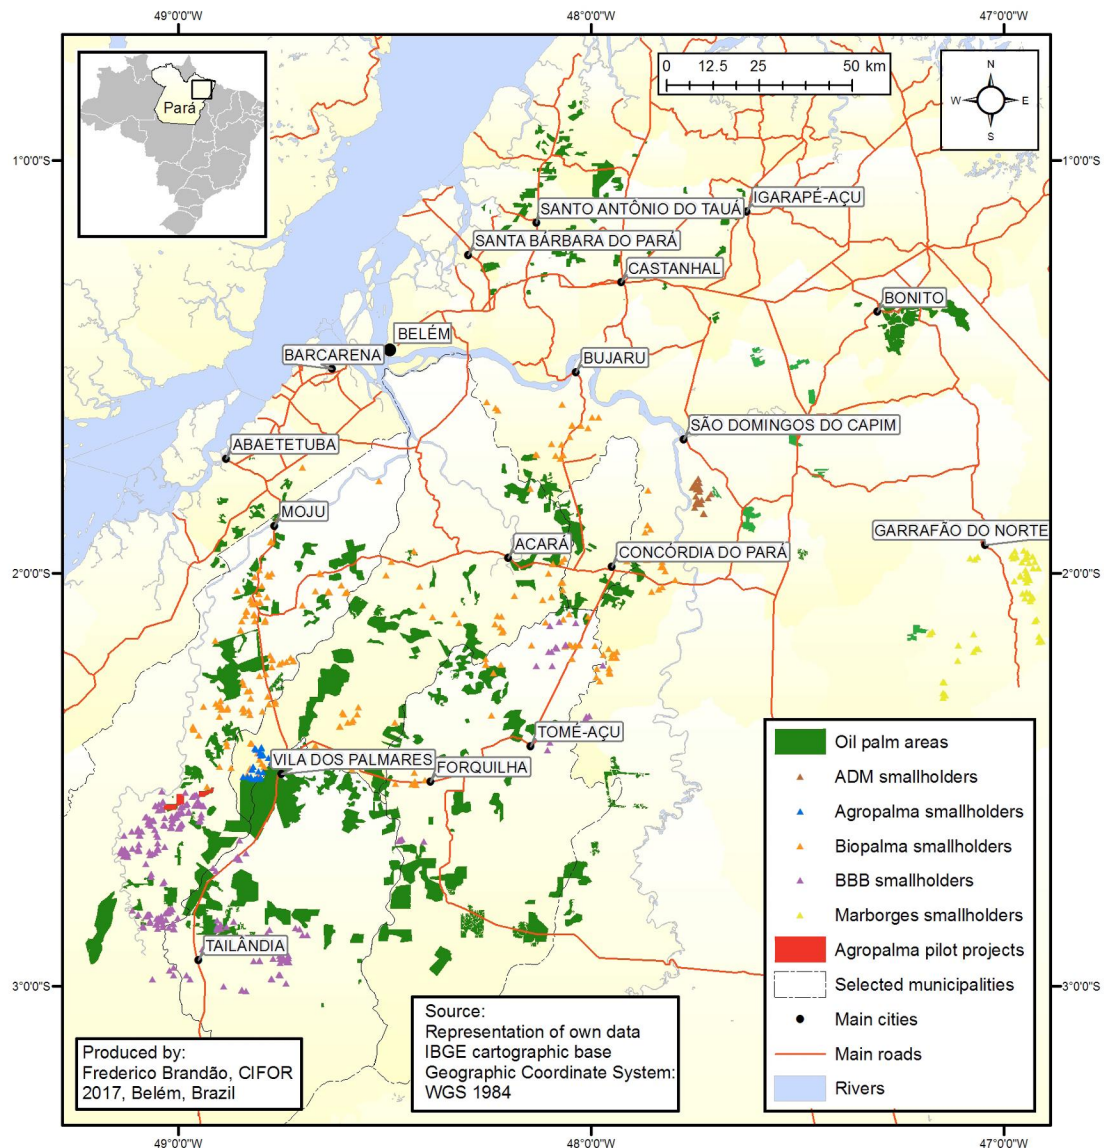 49°0'0"W
48°0'0"W
47°0'0"W
Pará
0 12.5 25 50 km
N
W E
S
1°0'0"S
1°0'0"S
IGARAPÉ-AÇU
SANTO ANTÔNIO DO TAUÁ
SANTA BÁRBARA DO PARÁ
CASTANHAL
BONITO
BELÉM
BARCARENA
BUJARU
SÃO DOMINGOS DO CAPIM
ABAETETUBA
MOJU
GARRAFÃO DO NORTE
ACARÁ
CONCÓRDIA DO PARÁ
2°0'0"S
2°0'0"S
TOMÉ-AÇU
VILA DOS PALMARES
FORQUILHA
TAILÂNDIA
Oil palm areas
ADM smallholders
Agropalma smallholders
Biopalma smallholders
BBB smallholders
Marborges smallholders
Agropalma pilot projects
Selected municipalities
Main cities
Main roads
Rivers
3°0'0"S
3°0'0"S
Produced by:
Frederico Brandão, CIFOR
2017, Belém, Brazil
Source:
Representation of own data
IBGE cartographic base
Geographic Coordinate System:
WGS 1984
49°0'0"W
48°0'0"W
47°0'0"W